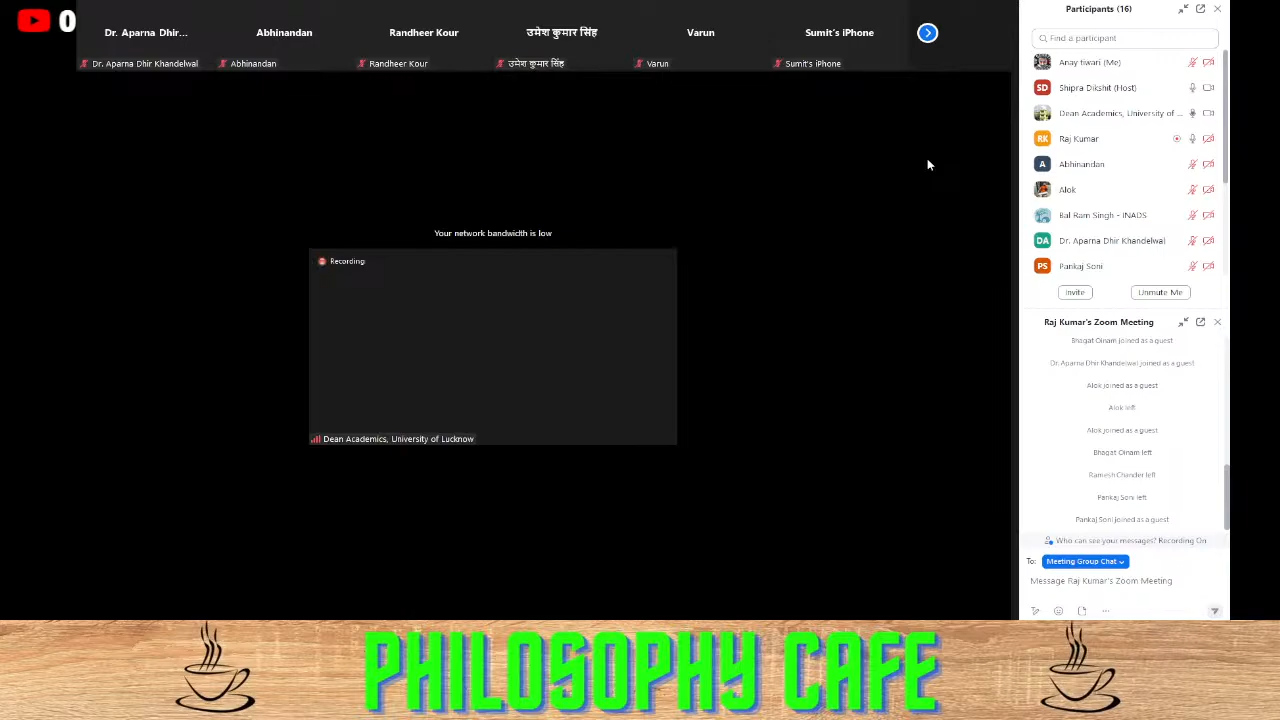 0
Dr. Aparna Dhir...
Abhinandan
Randheer Kour
उमेश कुमार सिंह
Varun
Sumit's iPhone
Dr. Aparna Dhir Khandelwal
Abhinandan
Randheer Kour
उमेश कुमार सिंह
Varun
Sumit's iPhone
Your network bandwidth is low
Recording
Dean Academics, University of Lucknow
Participants (16)
Find a participant
Anay tiwari (Me)
SD Shipra Dikshit (Host)
Dean Academics, University of ...
RK Raj Kumar
A Abhinandan
Alok
Bal Ram Singh - INADS
DA Dr. Aparna Dhir Khandelwal
PS Pankaj Soni
Invite Unmute Me
Raj Kumar's Zoom Meeting
Bhagat Oinam joined as a guest
Dr. Aparna Dhir Khandelwal joined as a guest
Alok joined as a guest
Alok left
Alok joined as a guest
Bhagat Oinam left
Ramesh Chander left
Pankaj Soni left
Pankaj Soni joined as a guest
Who can see your messages? Recording On
To: Meeting Group Chat
Message Raj Kumar's Zoom Meeting
PHILOSOPHY CAFE